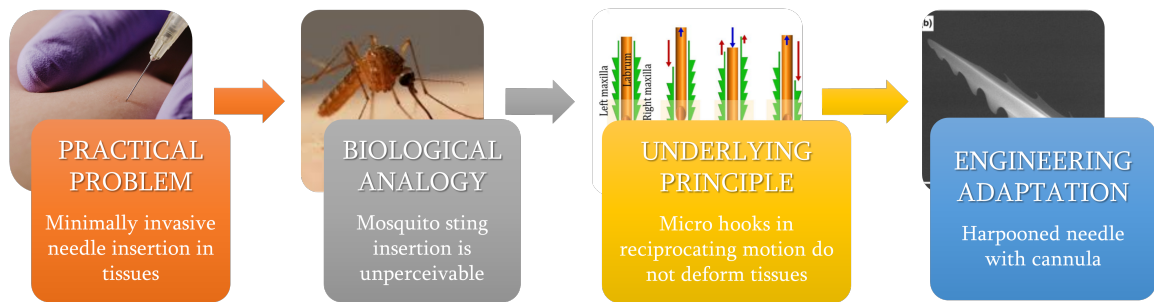 PRACTICAL
PROBLEM
Minimally invasive
needle insertion in
tissues
BIOLOGICAL
ANALOGY
Mosquito sting
insertion is
unperceivable
Left maxilla
Labrum
Right maxilla
UNDERLYING
PRINCIPLE
Micro hooks in
reciprocating motion do
not deform tissues
b)
ENGINEERING
ADAPTATION
Harpooned needle
with cannula